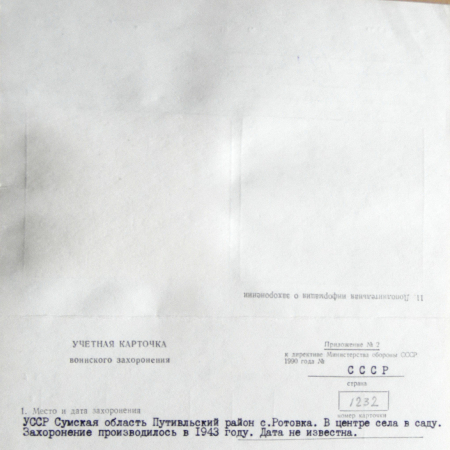 11. Дополнительная информация о захоронении
УЧЕТНАЯ КАРТОЧКА
воинского захоронения
Приложение № 2
к директиве Министерства обороны СССР
1990 года №
СССР
страна
1232
номер карточки
1. Место и дата захоронения
УССР Сумская область Путивльский район с.Ротовка. В центре села в саду.
Захоронение производилось в 1943 году. Дата не известна.